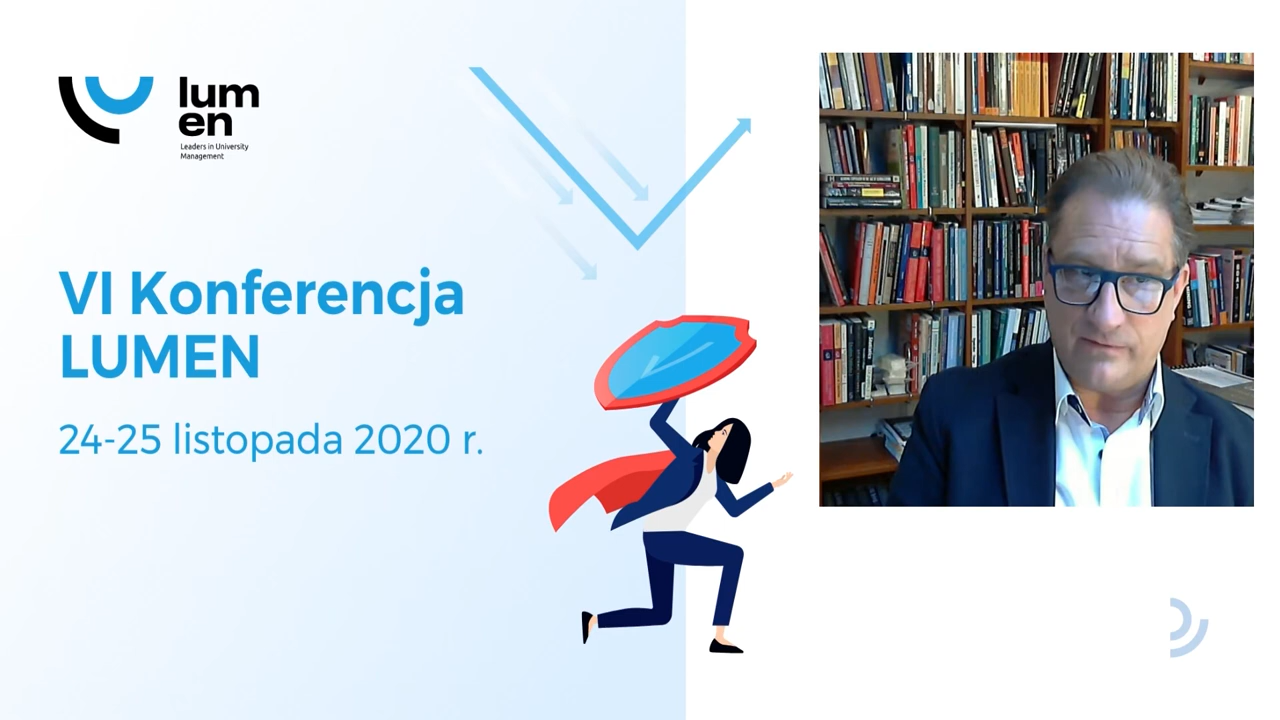 lum
en
Leaders in University
Management
VI Konferencja
LUMEN
24-25 listopada 2020 r.